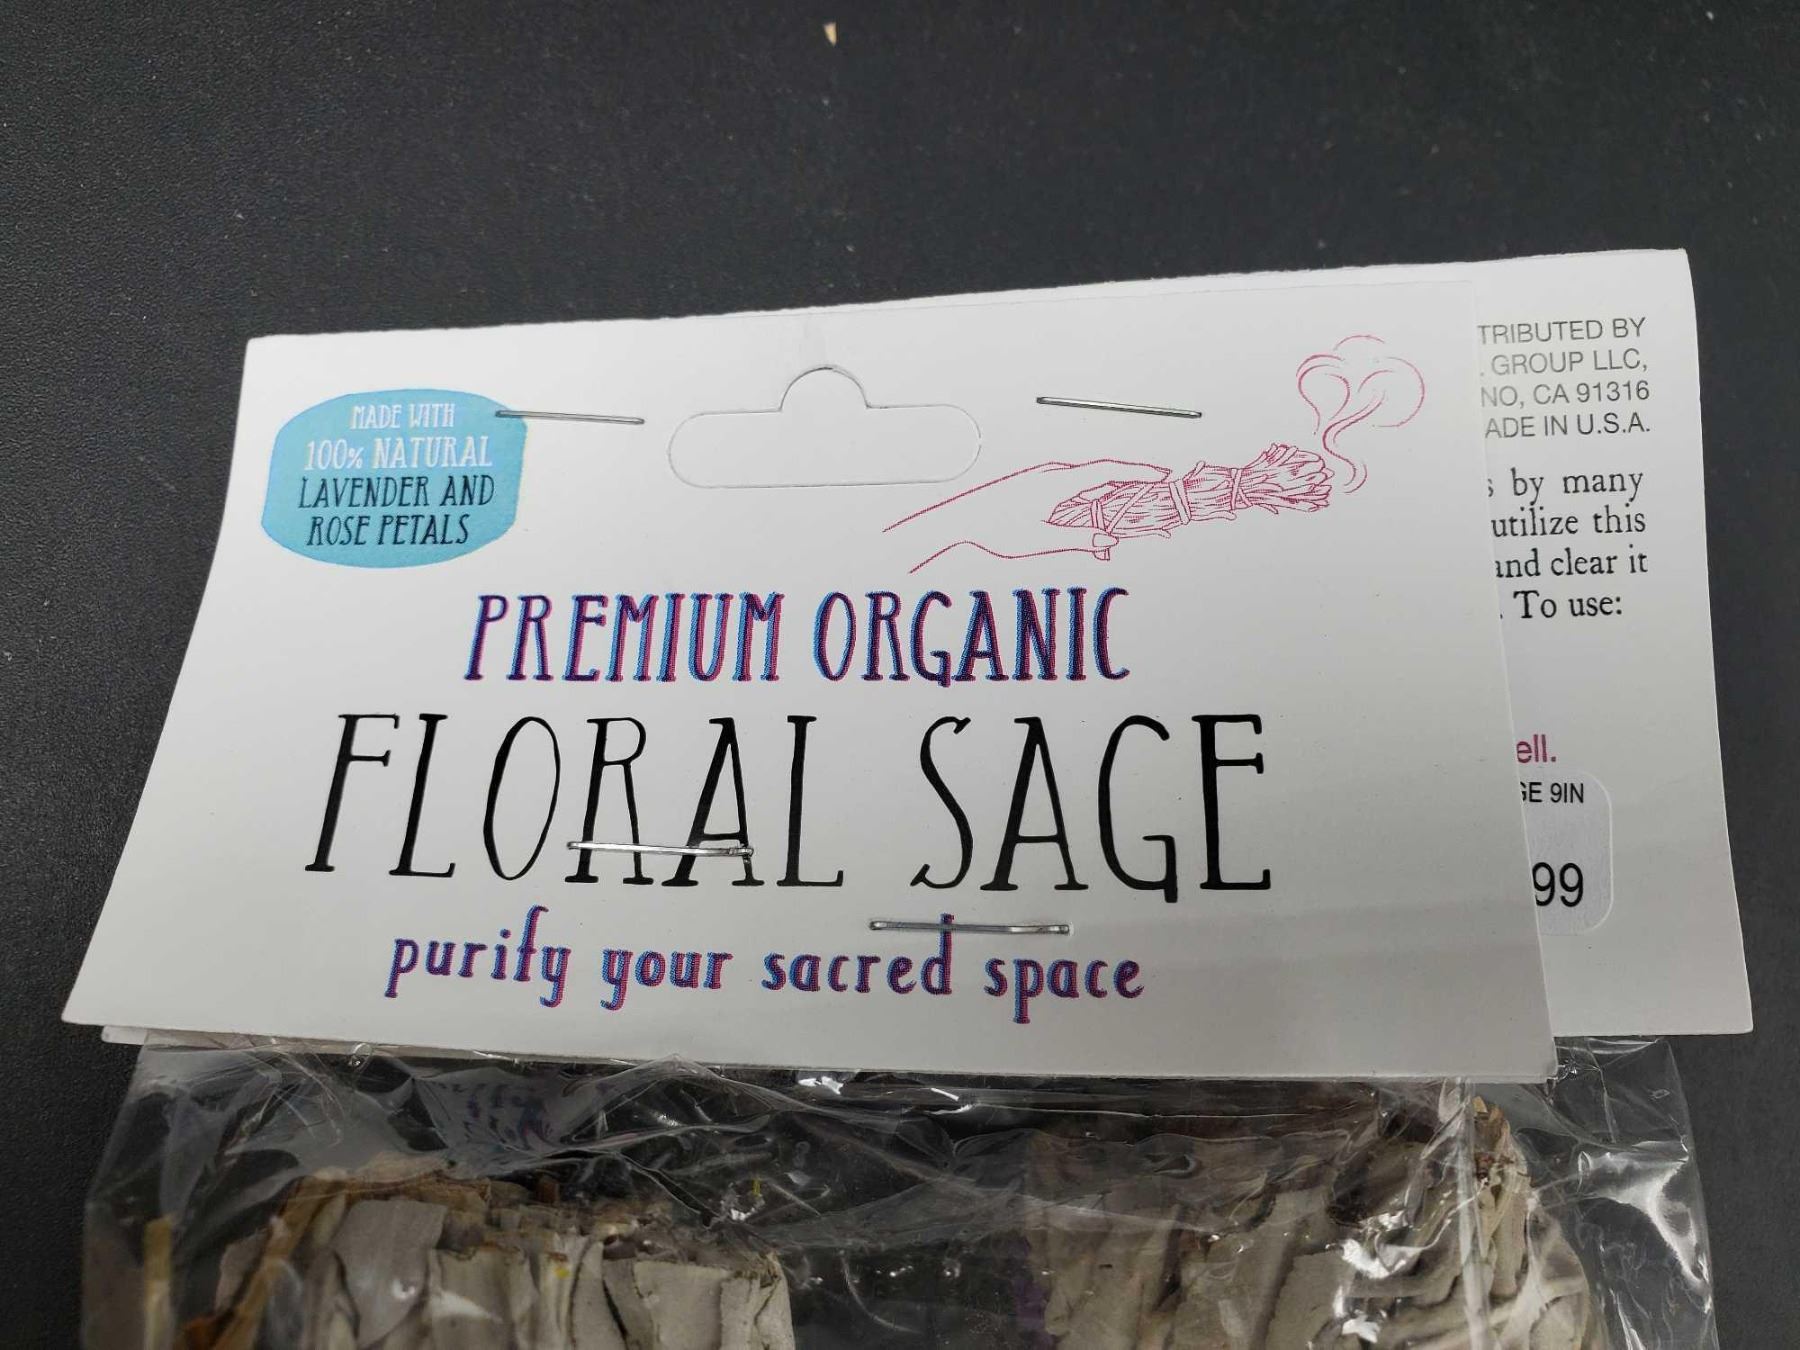 MADE WITH
100% NATURAL
LAVENDER AND
ROSE PETALS
PREMIUM ORGANIC
FLORAL SAGE
purify your sacred space
TRIBUTED BY
. GROUP LLC,
NO, CA 91316
ADE IN U.S.A.
s by many
utilize this
and clear it
. To use:
ell.
GE 9IN
99